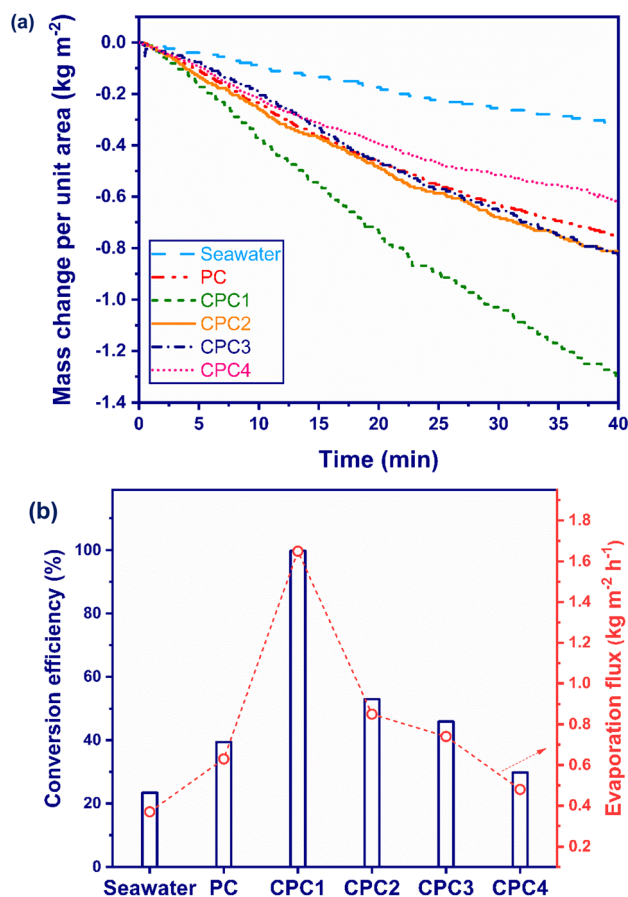 (a)
Mass change per unit area (kg m-2)
0.0
-0.2
-0.4
-0.6
-0.8
-1.0
-1.2
-1.4
Seawater
PC
CPC1
CPC2
CPC3
CPC4
0 5 10 15 20 25 30 35 40
Time (min)
(b)
Conversion efficiency (%)
100
80
60
40
20
0
1.8
1.6
1.4
1.2
1.0
0.8
0.6
0.4
0.2
Evaporation flux (kg m-2 h-1)
Seawater PC CPC1 CPC2 CPC3 CPC4